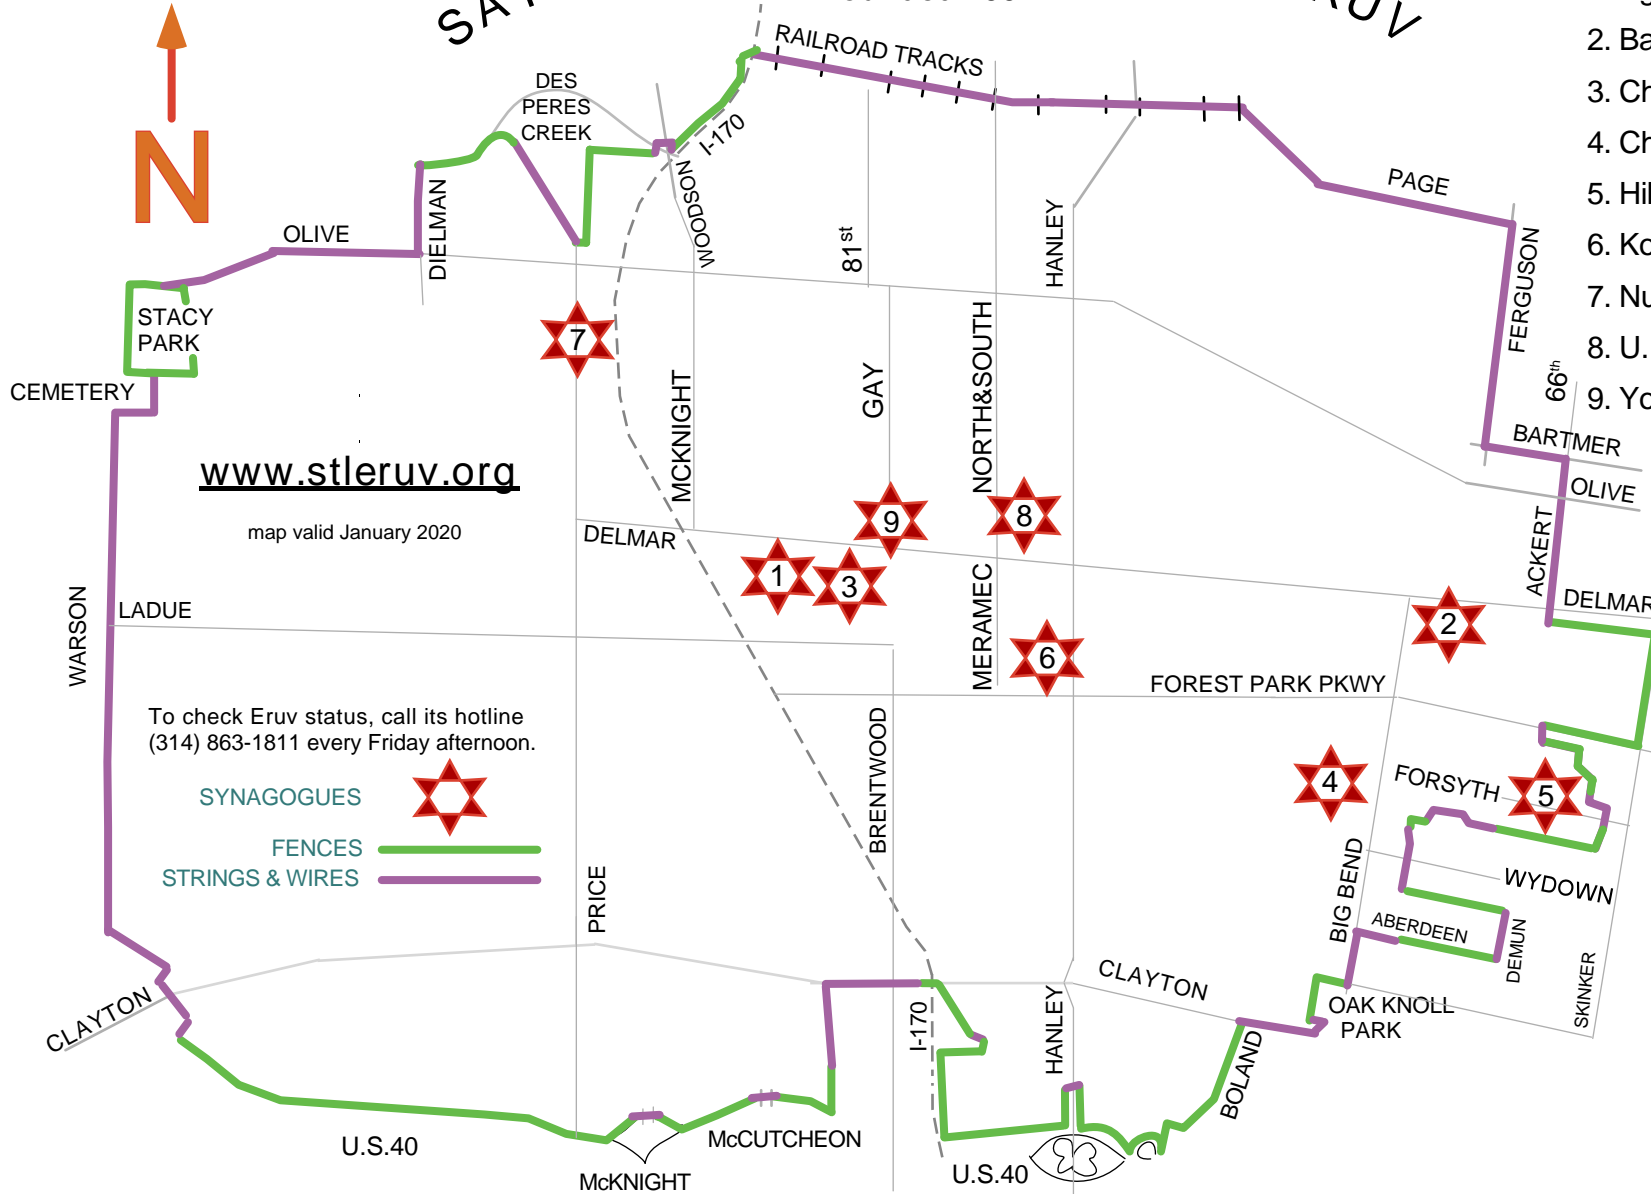 RAILROAD TRACKS
DES
PERES
CREEK
I-170
N
WOODSON
DIELMAN
OLIVE
81st
HANLEY
PAGE
FERGUSON
66th
2. Ba
3. Ch
4. Ch
5. Hil
6. Ko
7. Nu
8. U.
9. Yo
STACY
PARK
CEMETERY
7
MCKNIGHT
GAY
NORTH&SOUTH
BARTMER
OLIVE
ACKERT
www.stleruv.org
map valid January 2020
DELMAR
9
8
1
3
MERAMEC
6
2
DELMAR
WARSON
LADUE
FOREST PARK PKWY
To check Eruv status, call its hotline
(314) 863-1811 every Friday afternoon.
SYNAGOGUES
FENCES
STRINGS & WIRES
BRENTWOOD
4
FORSYTH
5
WYDOWN
BIG BEND
ABERDEEN
DEMUN
SKINKER
PRICE
CLAYTON
CLAYTON
I-170
HANLEY
OAK KNOLL
PARK
BOLAND
U.S.40
McCUTCHEON
McKNIGHT
U.S.40